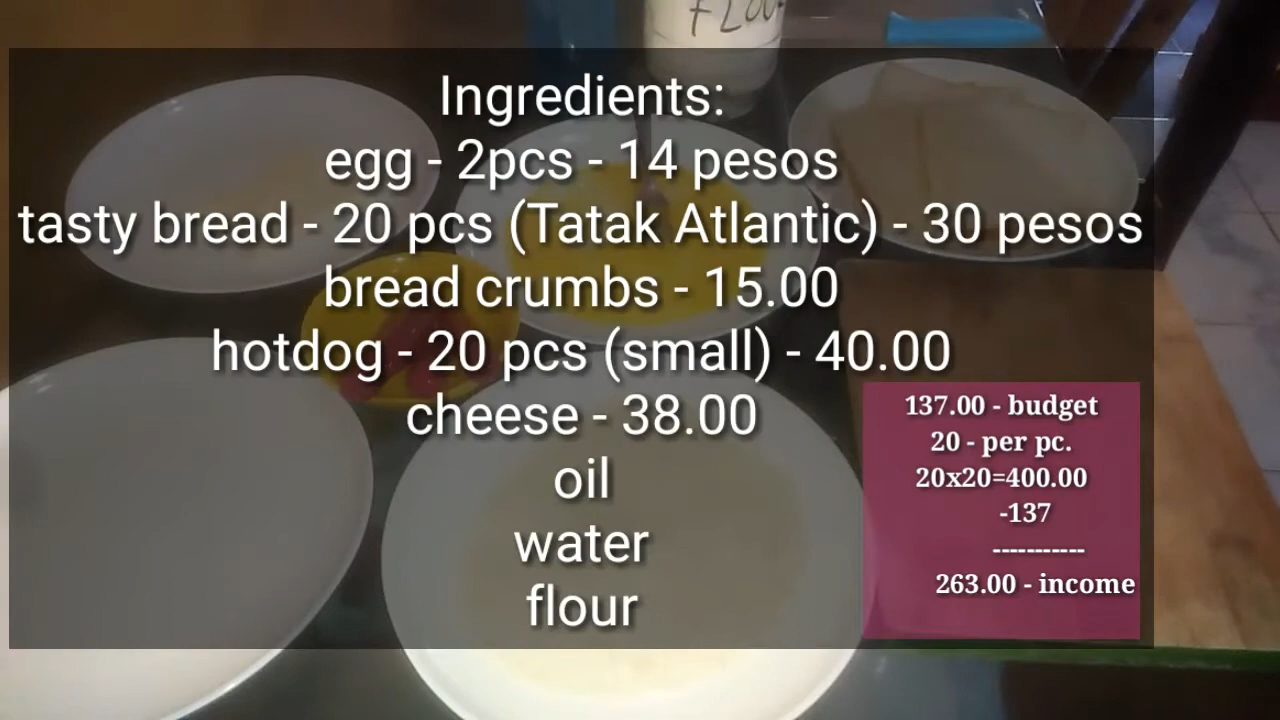 FLOU
Ingredients:
egg - 2pcs - 14 pesos
tasty bread - 20 pcs (Tatak Atlantic) - 30 pesos
bread crumbs - 15.00
hotdog - 20 pcs (small) - 40.00
cheese - 38.00
oil
water
flour
137.00 - budget
20 - per pc.
20x20=400.00
-137
-----------
263.00 - income